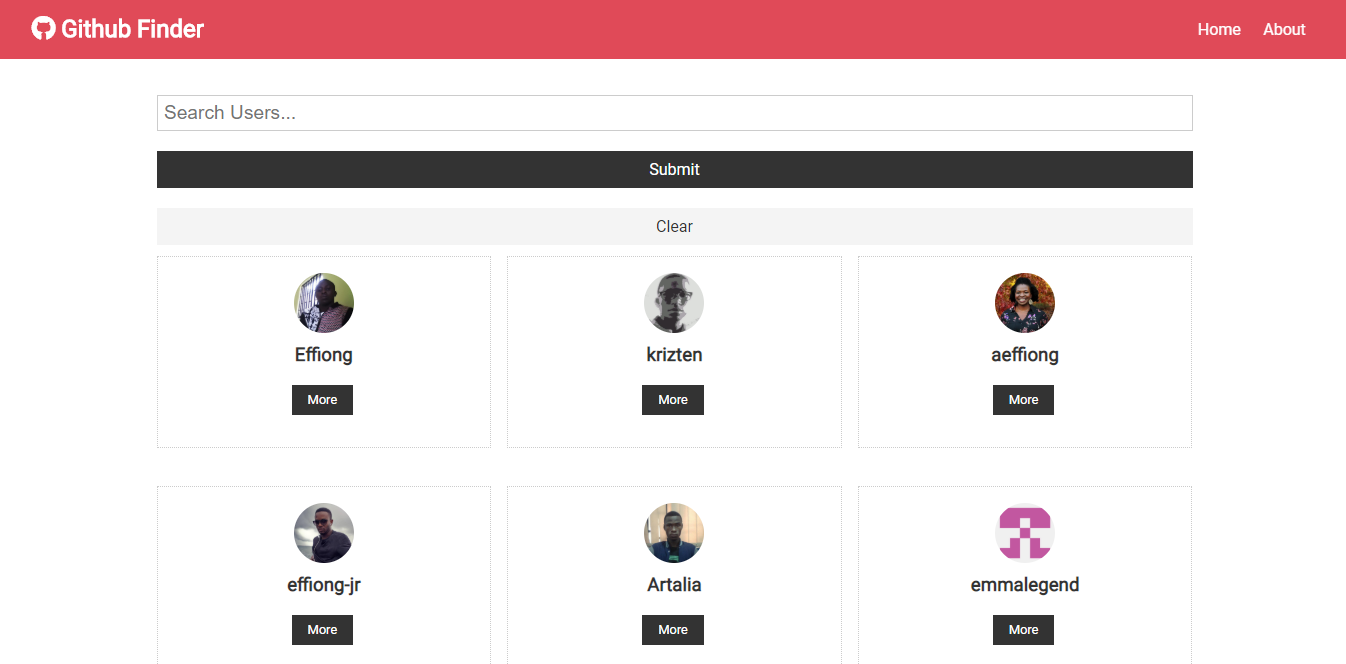 Github Finder
Home About
Search Users...
Submit
Clear
Effiong
krizten
aeffiong
More
More
More
effiong-jr
Artalia
emmalegend
More
More
More